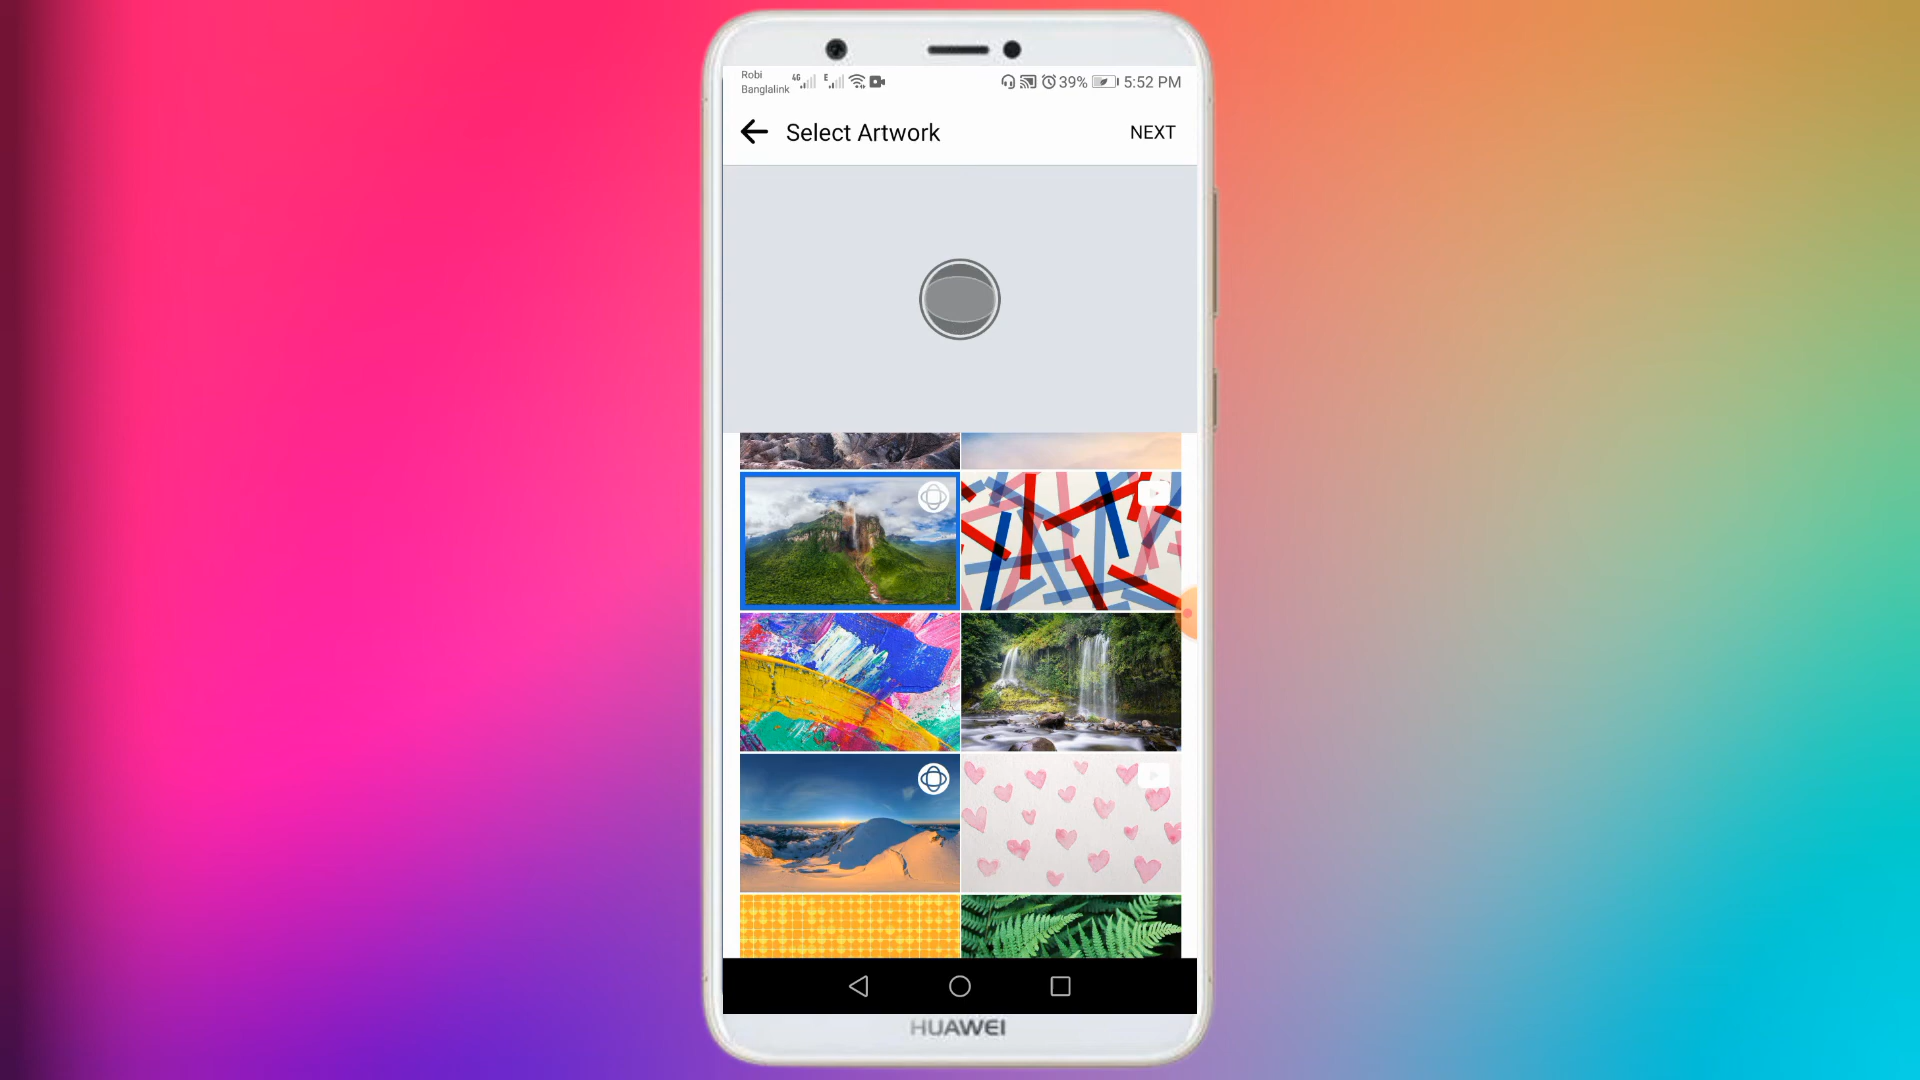 Robi
Banglalink
4G
E
39%
5:52 PM
Select Artwork
NEXT
HUAWEI